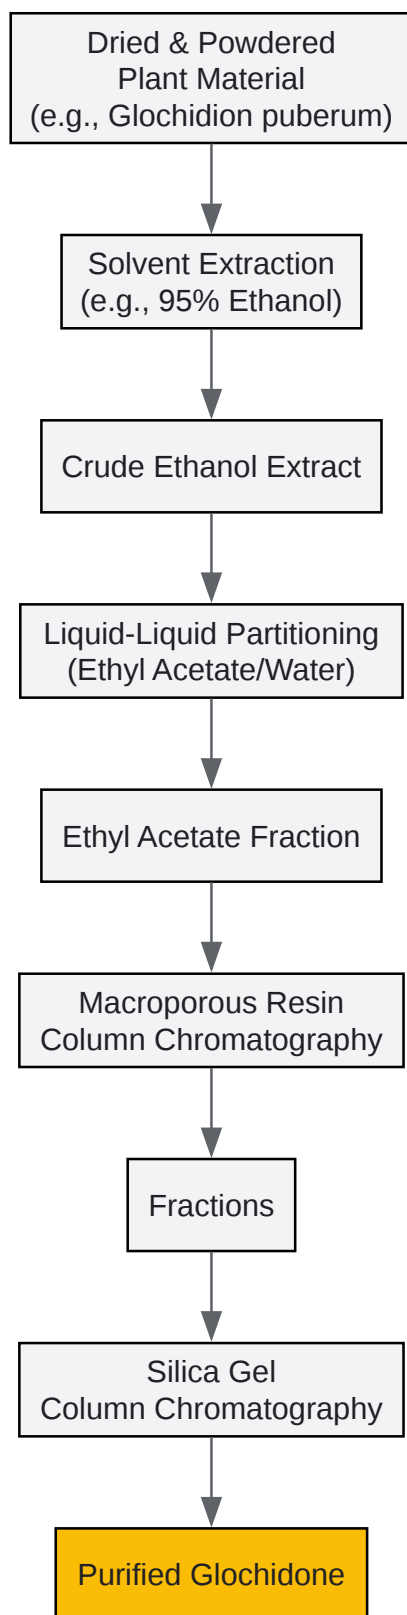 Dried & Powdered
Plant Material
(e.g., Glochidion puberum)
Solvent Extraction
(e.g., 95% Ethanol)
Crude Ethanol Extract
Liquid-Liquid Partitioning
(Ethyl Acetate/Water)
Ethyl Acetate Fraction
Macroporous Resin
Column Chromatography
Fractions
Silica Gel
Column Chromatography
Purified Glochidone